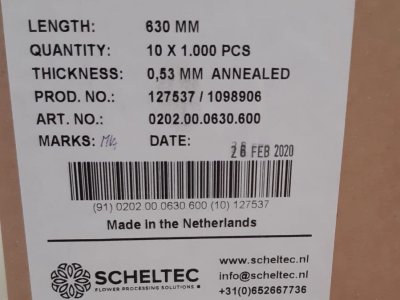 LENGTH: 630 MM
QUANTITY: 10 X 1.000 PCS
THICKNESS: 0,53 MM ANNEALED
PROD. NO.: 127537 / 1098906
ART. NO.: 0202.00.0630.600
MARKS: DATE: 26 FEB 2020
(91) 0202.00.0630.600 (10) 127537
Made in the Netherlands
SCHELTEC
FLOWER PROCESSING SOLUTIONS
www.scheltec.nl
info@scheltec.nl
+31(0)652667736